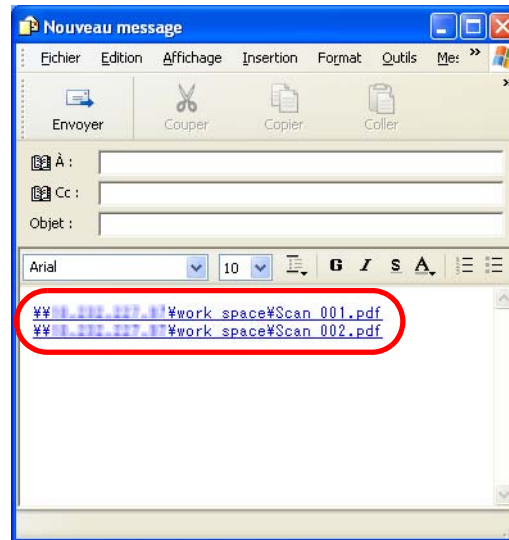 Nouveau message
Fichier Edition Affichage Insertion Format Outils Me: »
Envoyer Couper Copier Coller »
À :
Cc :
Objet :
Arial 10 G I S A
¥¥ ¥work space¥Scan 001.pdf
¥¥ ¥work space¥Scan 002.pdf